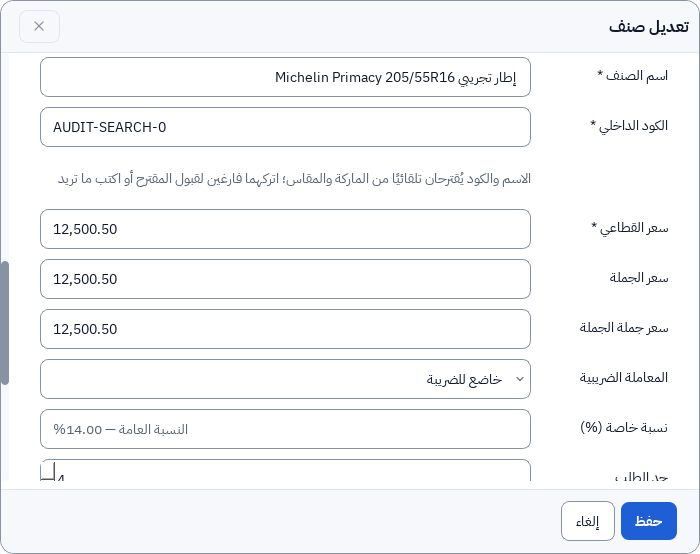 تعديل صنف
اسم الصنف *
إطار تجريبي Michelin Primacy 205/55R16
الكود الداخلي *
AUDIT-SEARCH-0
الاسم والكود يُقترحان تلقائيًا من الماركة والمقاس؛ اتركهما فارغين لقبول المقترح أو اكتب ما تريد
سعر القطاعي *
12,500.50
سعر الجملة
12,500.50
سعر جملة الجملة
12,500.50
المعاملة الضريبية
خاضع للضريبة
نسبة خاصة (%)
النسبة العامة — 14.00%
حد الطلب
4
حفظ
إلغاء